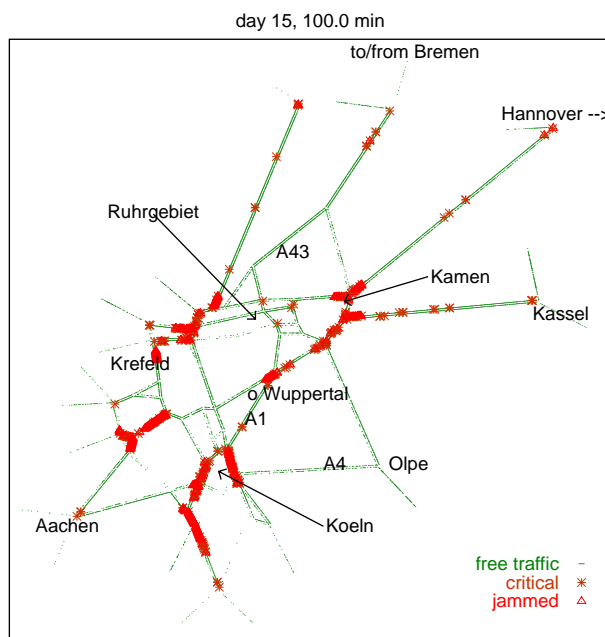 day 15, 100.0 min
to/from Bremen
Hannover -->
Ruhrgebiet
A43
Kamen
Kassel
Krefeld
o Wuppertal
A1
A4
Olpe
Aachen
Koeln
free traffic
critical
jammed